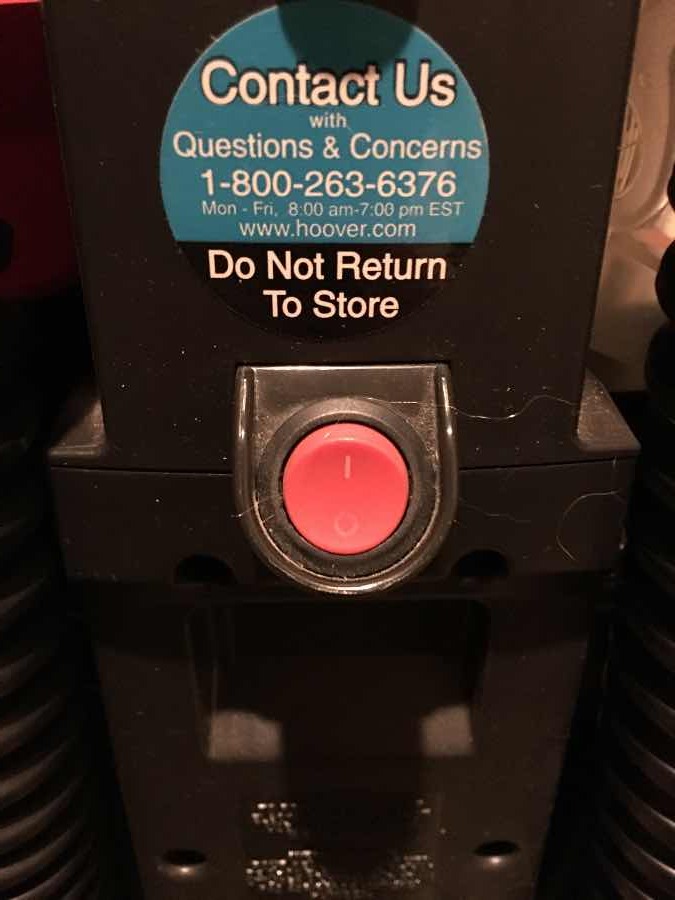 Contact Us
with
Questions & Concerns
1-800-263-6376
Mon - Fri, 8:00 am-7:00 pm EST
www.hoover.com
Do Not Return
To Store